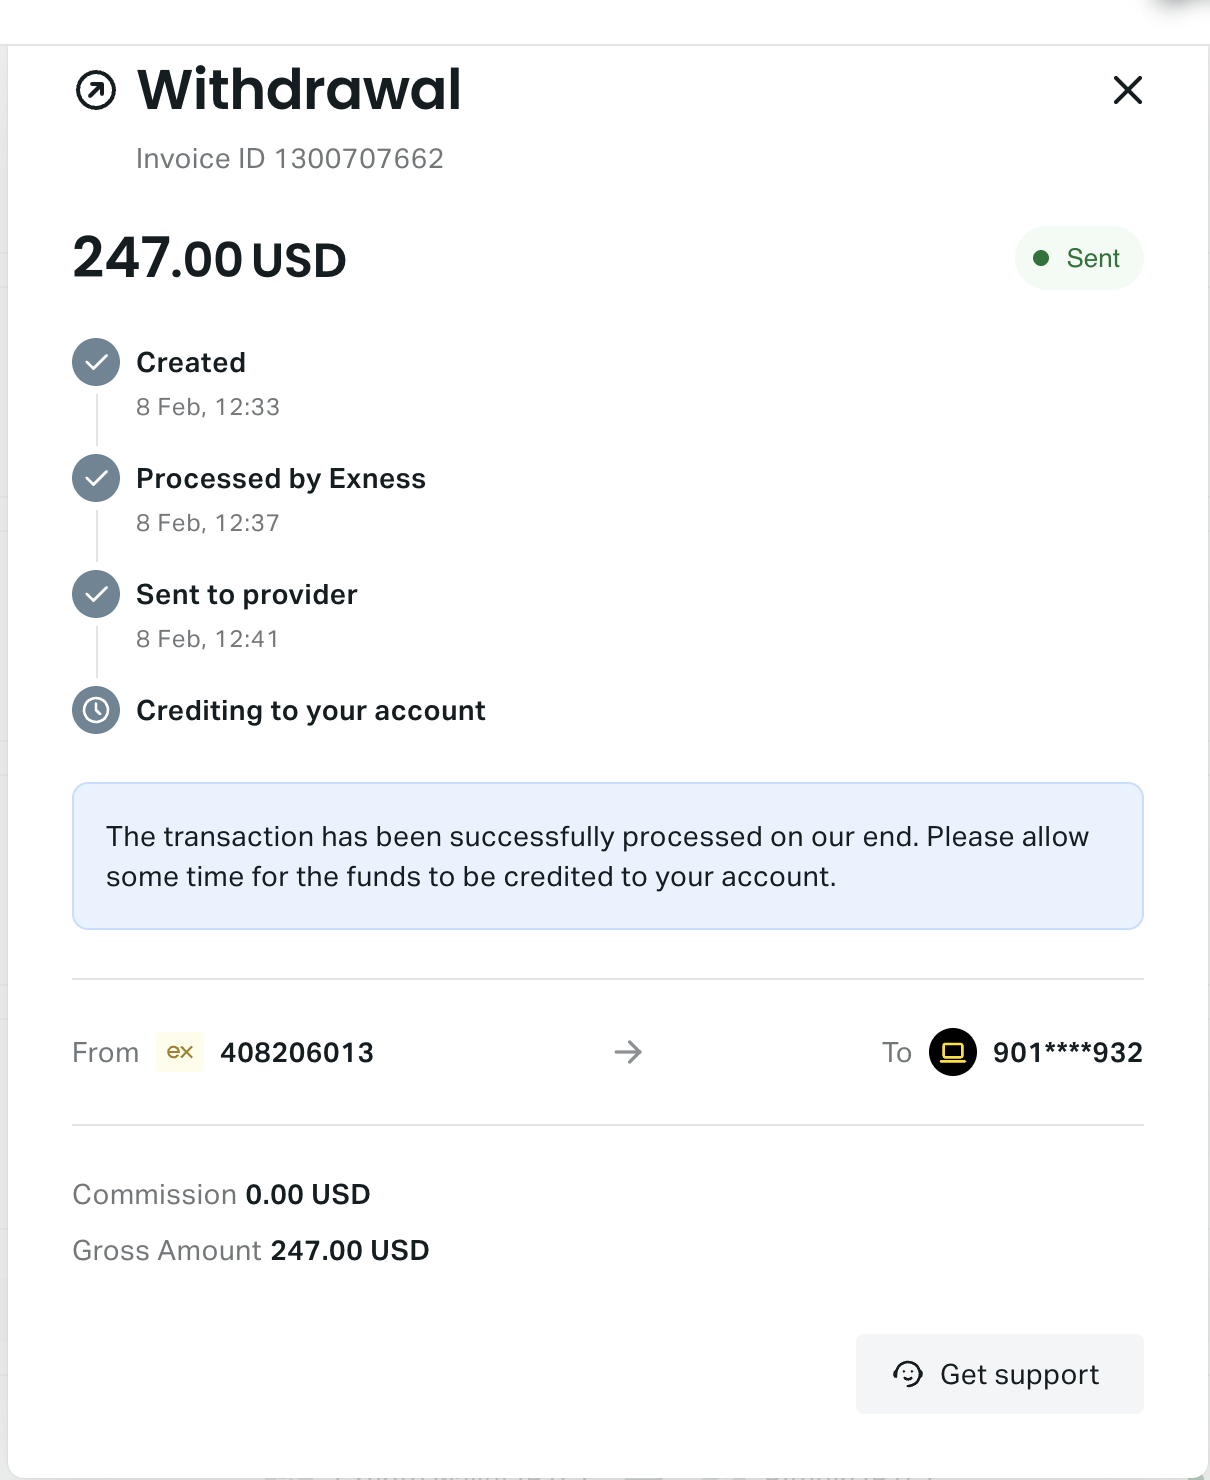 Withdrawal
Invoice ID 1300707662
247.00 USD
Sent
Created
8 Feb, 12:33
Processed by Exness
8 Feb, 12:37
Sent to provider
8 Feb, 12:41
Crediting to your account
The transaction has been successfully processed on our end. Please allow
some time for the funds to be credited to your account.
From ex 408206013 → To 901****932
Commission 0.00 USD
Gross Amount 247.00 USD
Get support